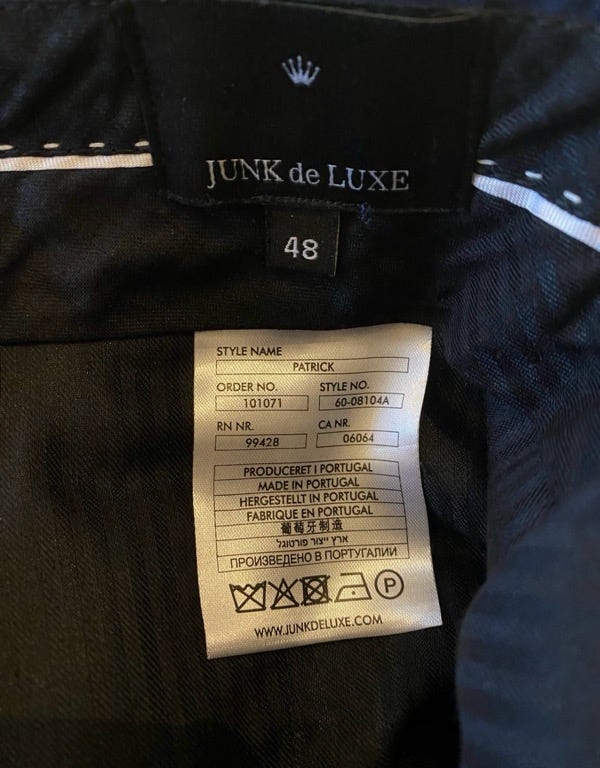 JUNK de LUXE
48
STYLE NAME
PATRICK
ORDER NO. STYLE NO.
101071 60-08104A
RN NR. CA NR.
99428 06064
PRODUCERET I PORTUGAL
MADE IN PORTUGAL
HERGESTELLT IN PORTUGAL
FABRIQUE EN PORTUGAL
葡萄牙制造
ארץ ייצור פורטוגל
ПРОИЗВЕДЕНО В ПОРТУГАЛИИ
P
WWW.JUNKDELUXE.COM